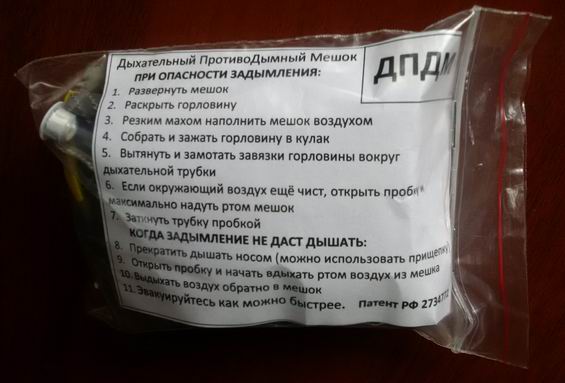 Дыхательный ПротивоДымный Мешок
ДПДМ
ПРИ ОПАСНОСТИ ЗАДЫМЛЕНИЯ:
1. Развернуть мешок
2. Раскрыть горловину
3. Резким махом наполнить мешок воздухом
4. Собрать и зажать горловину в кулак
5. Вытянуть и замотать завязки горловины вокруг
дыхательной трубки
6. Если окружающий воздух ещё чист, открыть пробку и
максимально надуть ртом мешок
7. Заткнуть трубку пробкой
КОГДА ЗАДЫМЛЕНИЕ НЕ ДАСТ ДЫШАТЬ:
8. Прекратить дышать носом (можно использовать прищепку)
9. Открыть пробку и начать вдыхать ртом воздух из мешка
10. Выдыхать воздух обратно в мешок
11. Эвакуируйтесь как можно быстрее. Патент РФ